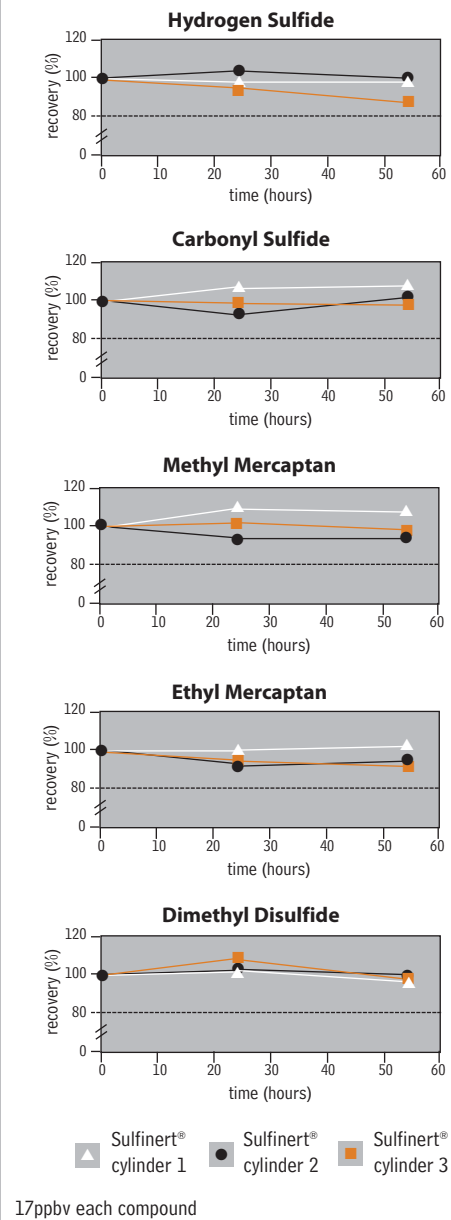 Hydrogen Sulfide
recovery (%)
120
100
80
0
0 10 20 30 40 50 60
time (hours)
Carbonyl Sulfide
recovery (%)
120
100
80
0
0 10 20 30 40 50 60
time (hours)
Methyl Mercaptan
recovery (%)
120
100
80
0
0 10 20 30 40 50 60
time (hours)
Ethyl Mercaptan
recovery (%)
120
100
80
0
0 10 20 30 40 50 60
time (hours)
Dimethyl Disulfide
recovery (%)
120
100
80
0
0 10 20 30 40 50 60
time (hours)
Sulfinert®
cylinder 1
Sulfinert®
cylinder 2
Sulfinert®
cylinder 3
17ppbv each compound